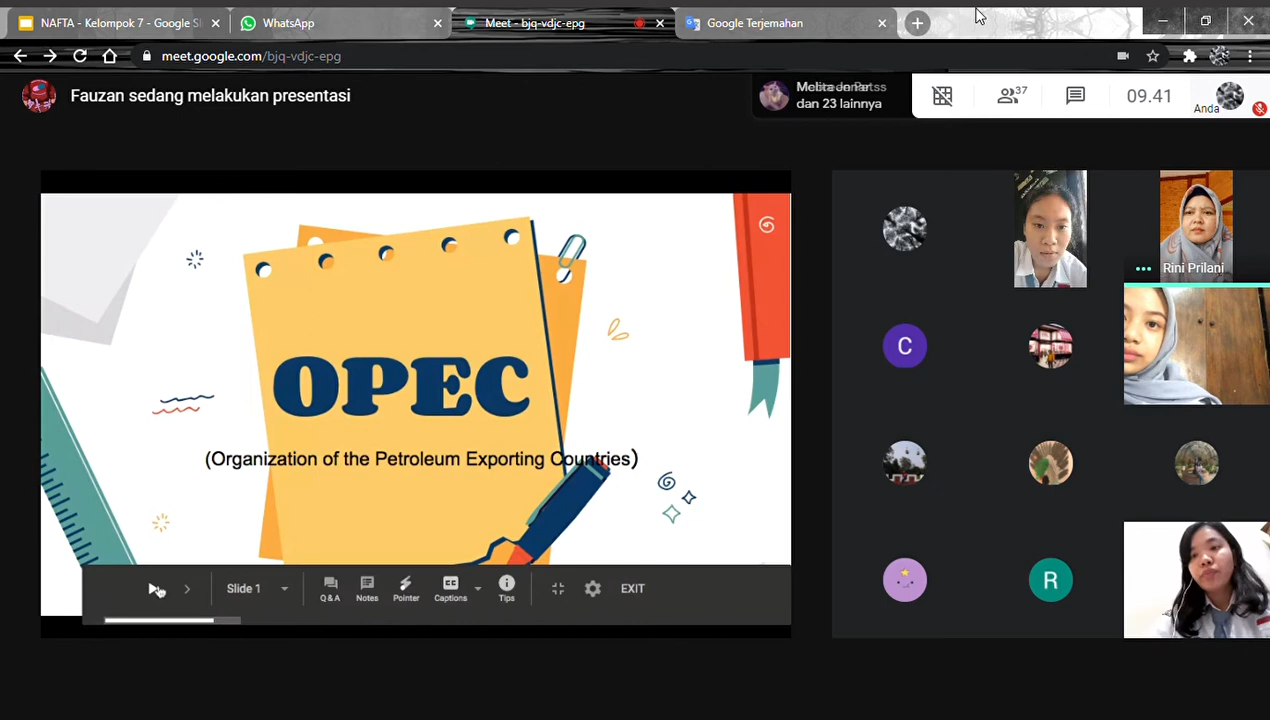 NAFTA - Kelompok 7 - Google Sl
WhatsApp
Meet - bjq-vdjc-epg
Google Terjemahan
meet.google.com/bjq-vdjc-epg
Fauzan sedang melakukan presentasi
dan 23 lainnya
37
09.41
Anda
OPEC
(Organization of the Petroleum Exporting Countries)
Rini Prilani
C
R
Slide 1
Q & A
Notes
Pointer
CC
Captions
Tips
EXIT